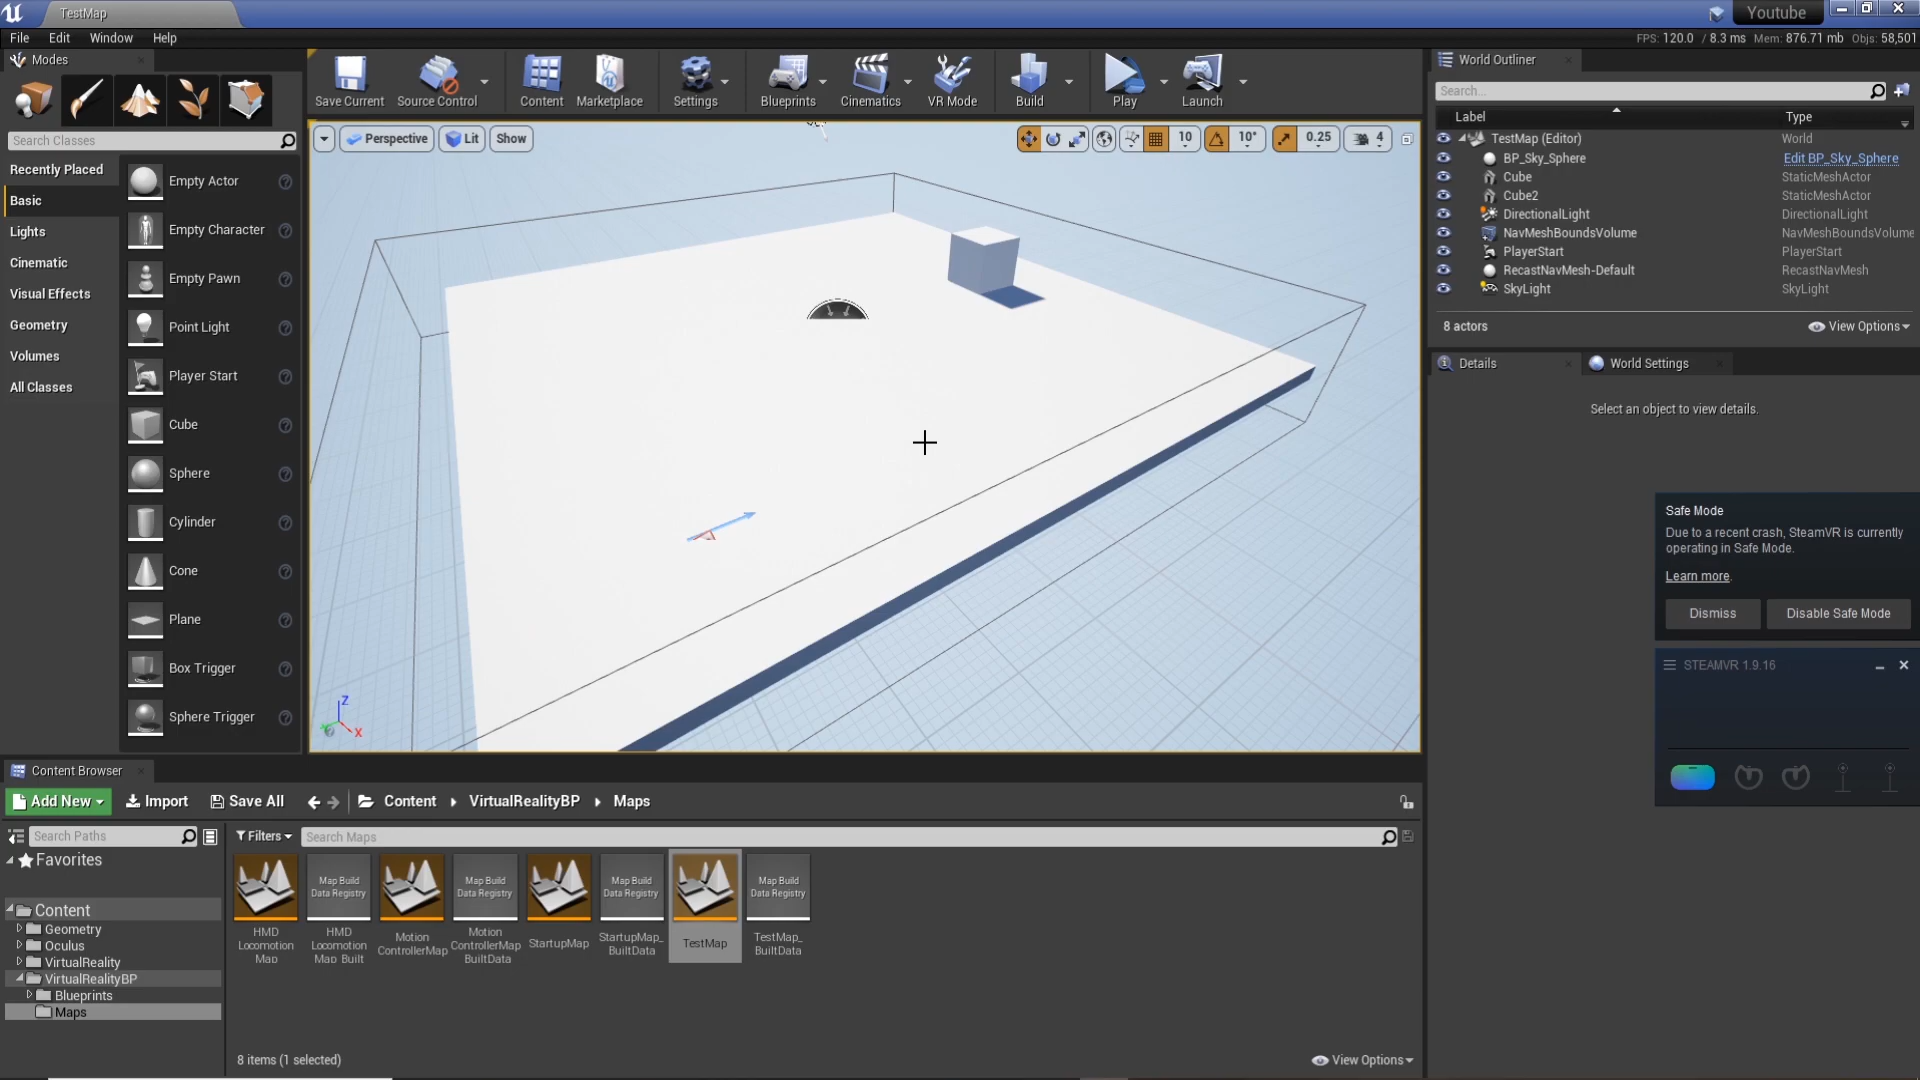 TestMap
Youtube
File Edit Window Help
FPS: 120.0 / 8.3 ms Mem: 876.71 mb Objs: 58,501
Modes
Save Current Source Control Content Marketplace Settings Blueprints Cinematics VR Mode Build Play Launch
Search Classes
Perspective Lit Show
10 10° 0.25 4
Recently Placed
Basic
Lights
Cinematic
Visual Effects
Geometry
Volumes
All Classes
Empty Actor
Empty Character
Empty Pawn
Point Light
Player Start
Cube
Sphere
Cylinder
Cone
Plane
Box Trigger
Sphere Trigger
Z
X
World Outliner
Search...
Label Type
TestMap (Editor) World
BP_Sky_Sphere Edit BP_Sky_Sphere
Cube StaticMeshActor
Cube2 StaticMeshActor
DirectionalLight DirectionalLight
NavMeshBoundsVolume NavMeshBoundsVolume
PlayerStart PlayerStart
RecastNavMesh-Default RecastNavMesh
SkyLight SkyLight
8 actors View Options
Details World Settings
Select an object to view details.
Safe Mode
Due to a recent crash, SteamVR is currently
operating in Safe Mode.
Learn more.
Dismiss Disable Safe Mode
STEAMVR 1.9.16
Content Browser
Add New Import Save All Content VirtualRealityBP Maps
Search Paths
Filters Search Maps
Favorites
Content
Geometry
Oculus
VirtualReality
VirtualRealityBP
Blueprints
Maps
HMD
Locomotion
Map
Map Build
Data Registry
HMD
Locomotion
Map Built
Motion
ControllerMap
Map Build
Data Registry
Motion
ControllerMap
BuiltData
StartupMap
Map Build
Data Registry
StartupMap_
BuiltData
TestMap
Map Build
Data Registry
TestMap_
BuiltData
8 items (1 selected) View Options